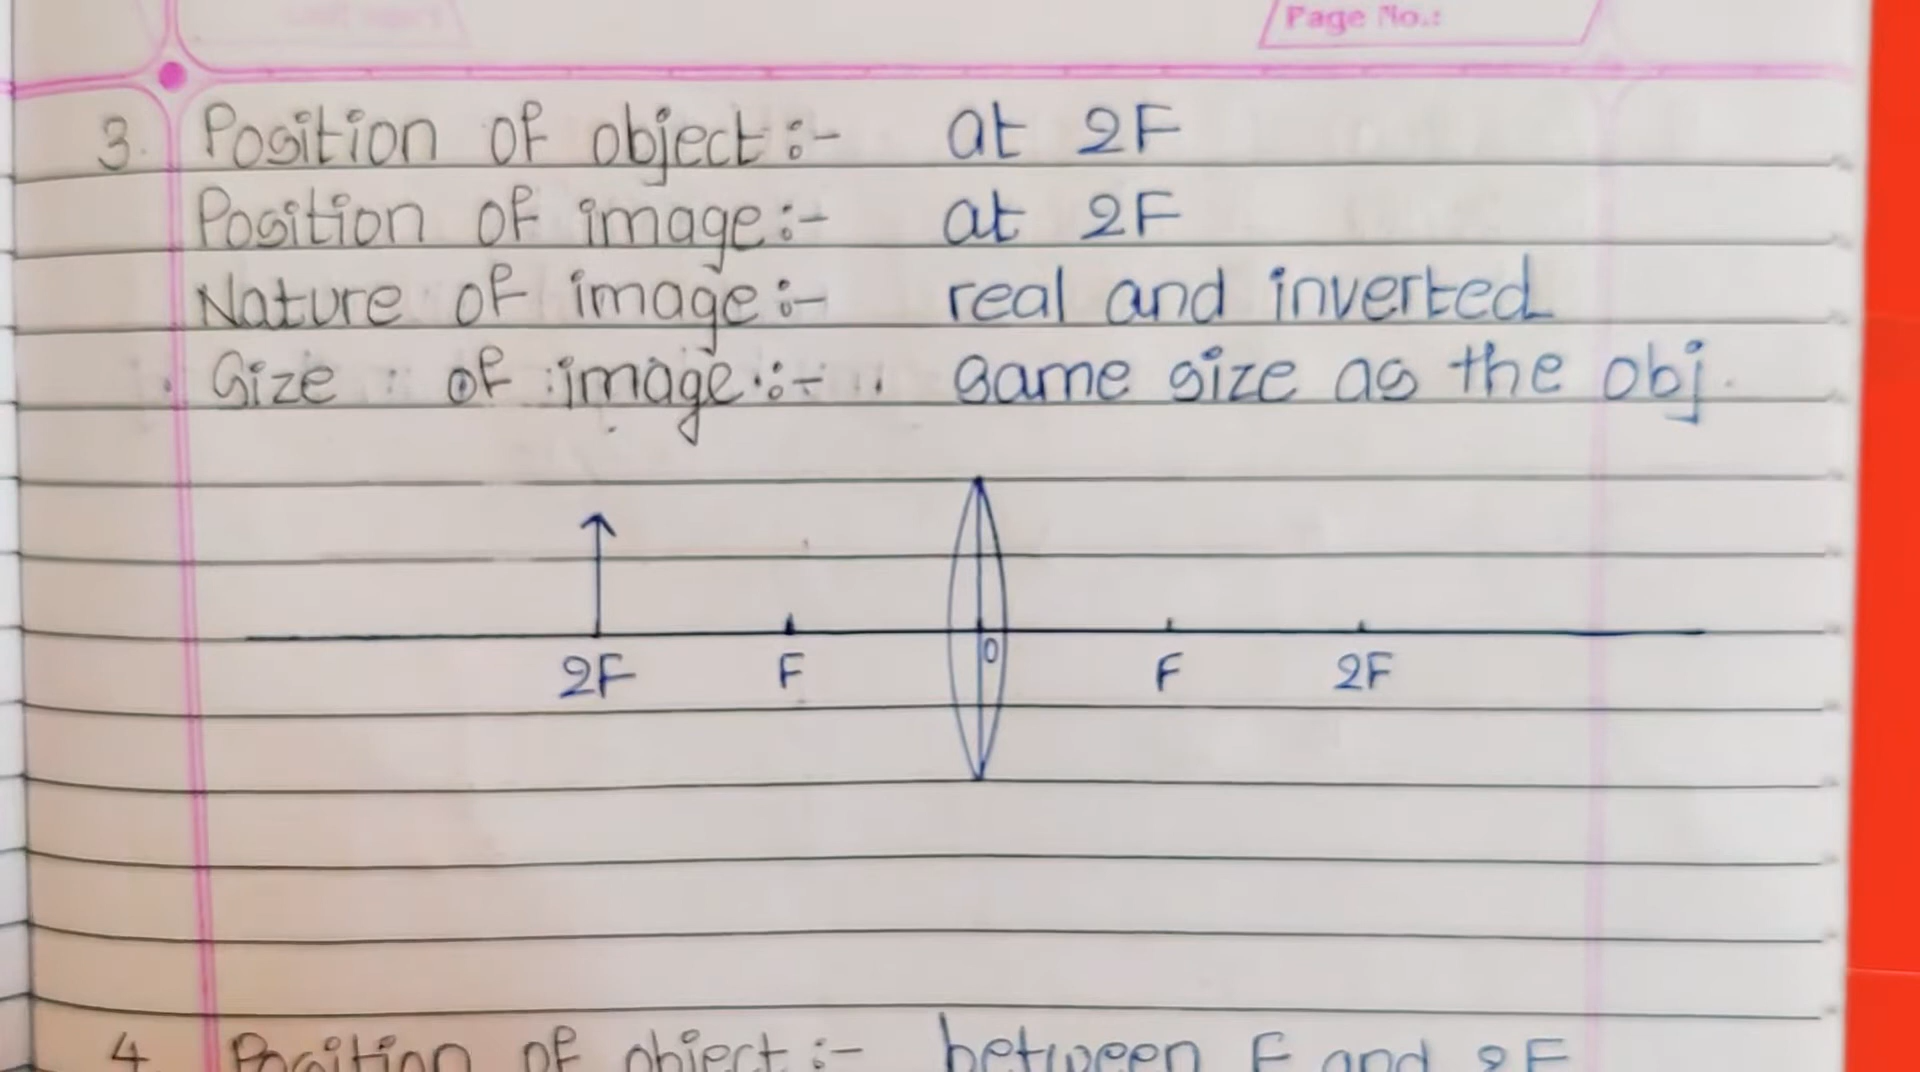 Page No.:
3. Position of object:- at 2F
Position of image:- at 2F
Nature of image:- real and inverted
Size of image:- same size as the obj.
2F F O F 2F
4. Position of object:- between F and 2F